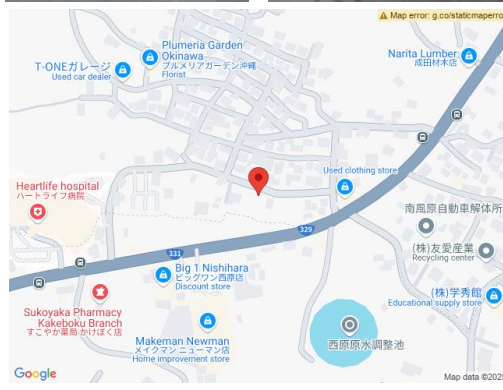 Map error: g.co/staticmaperro
Plumeria Garden
Okinawa
プルメリアガーデン沖縄
Florist
T-ONEガレージ
Used car dealer
Narita Lumber
成田材木店
Used clothing store
Heartlife hospital
ハートライフ病院
南風原自動車解体所
329
331
(株)友愛産業
Recycling center
Big 1 Nishihara
ビッグワン西原店
Discount store
(株)学秀館
Educational supply store
Sukoyaka Pharmacy
Kakeboku Branch
すこやか薬局 かけぼく店
Makeman Newman
メイクマン ニューマン店
Home improvement store
西原原水調整池
Google
Map data ©202